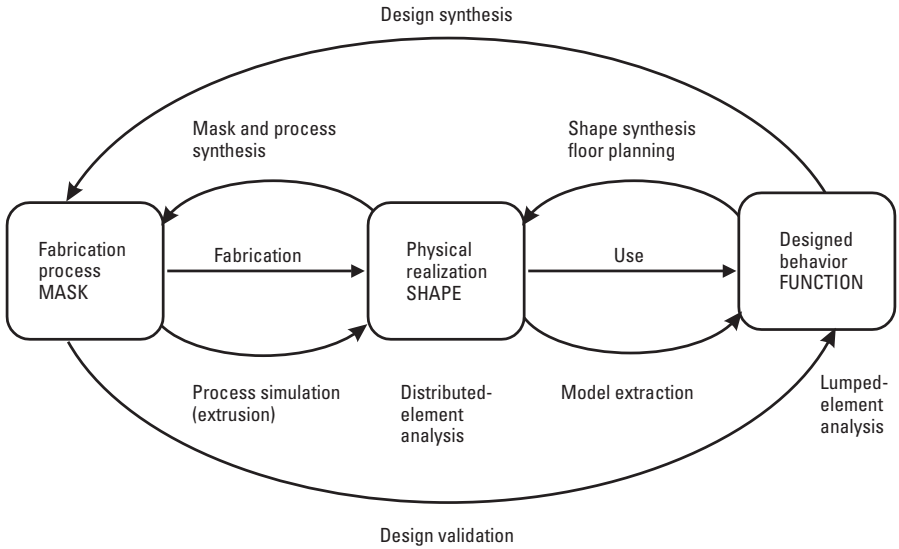 Design synthesis
Mask and process
synthesis
Shape synthesis
floor planning
Fabrication
process
MASK
Fabrication
Physical
realization
SHAPE
Use
Designed
behavior
FUNCTION
Process simulation
(extrusion)
Distributed-
element
analysis
Model extraction
Lumped-
element
analysis
Design validation